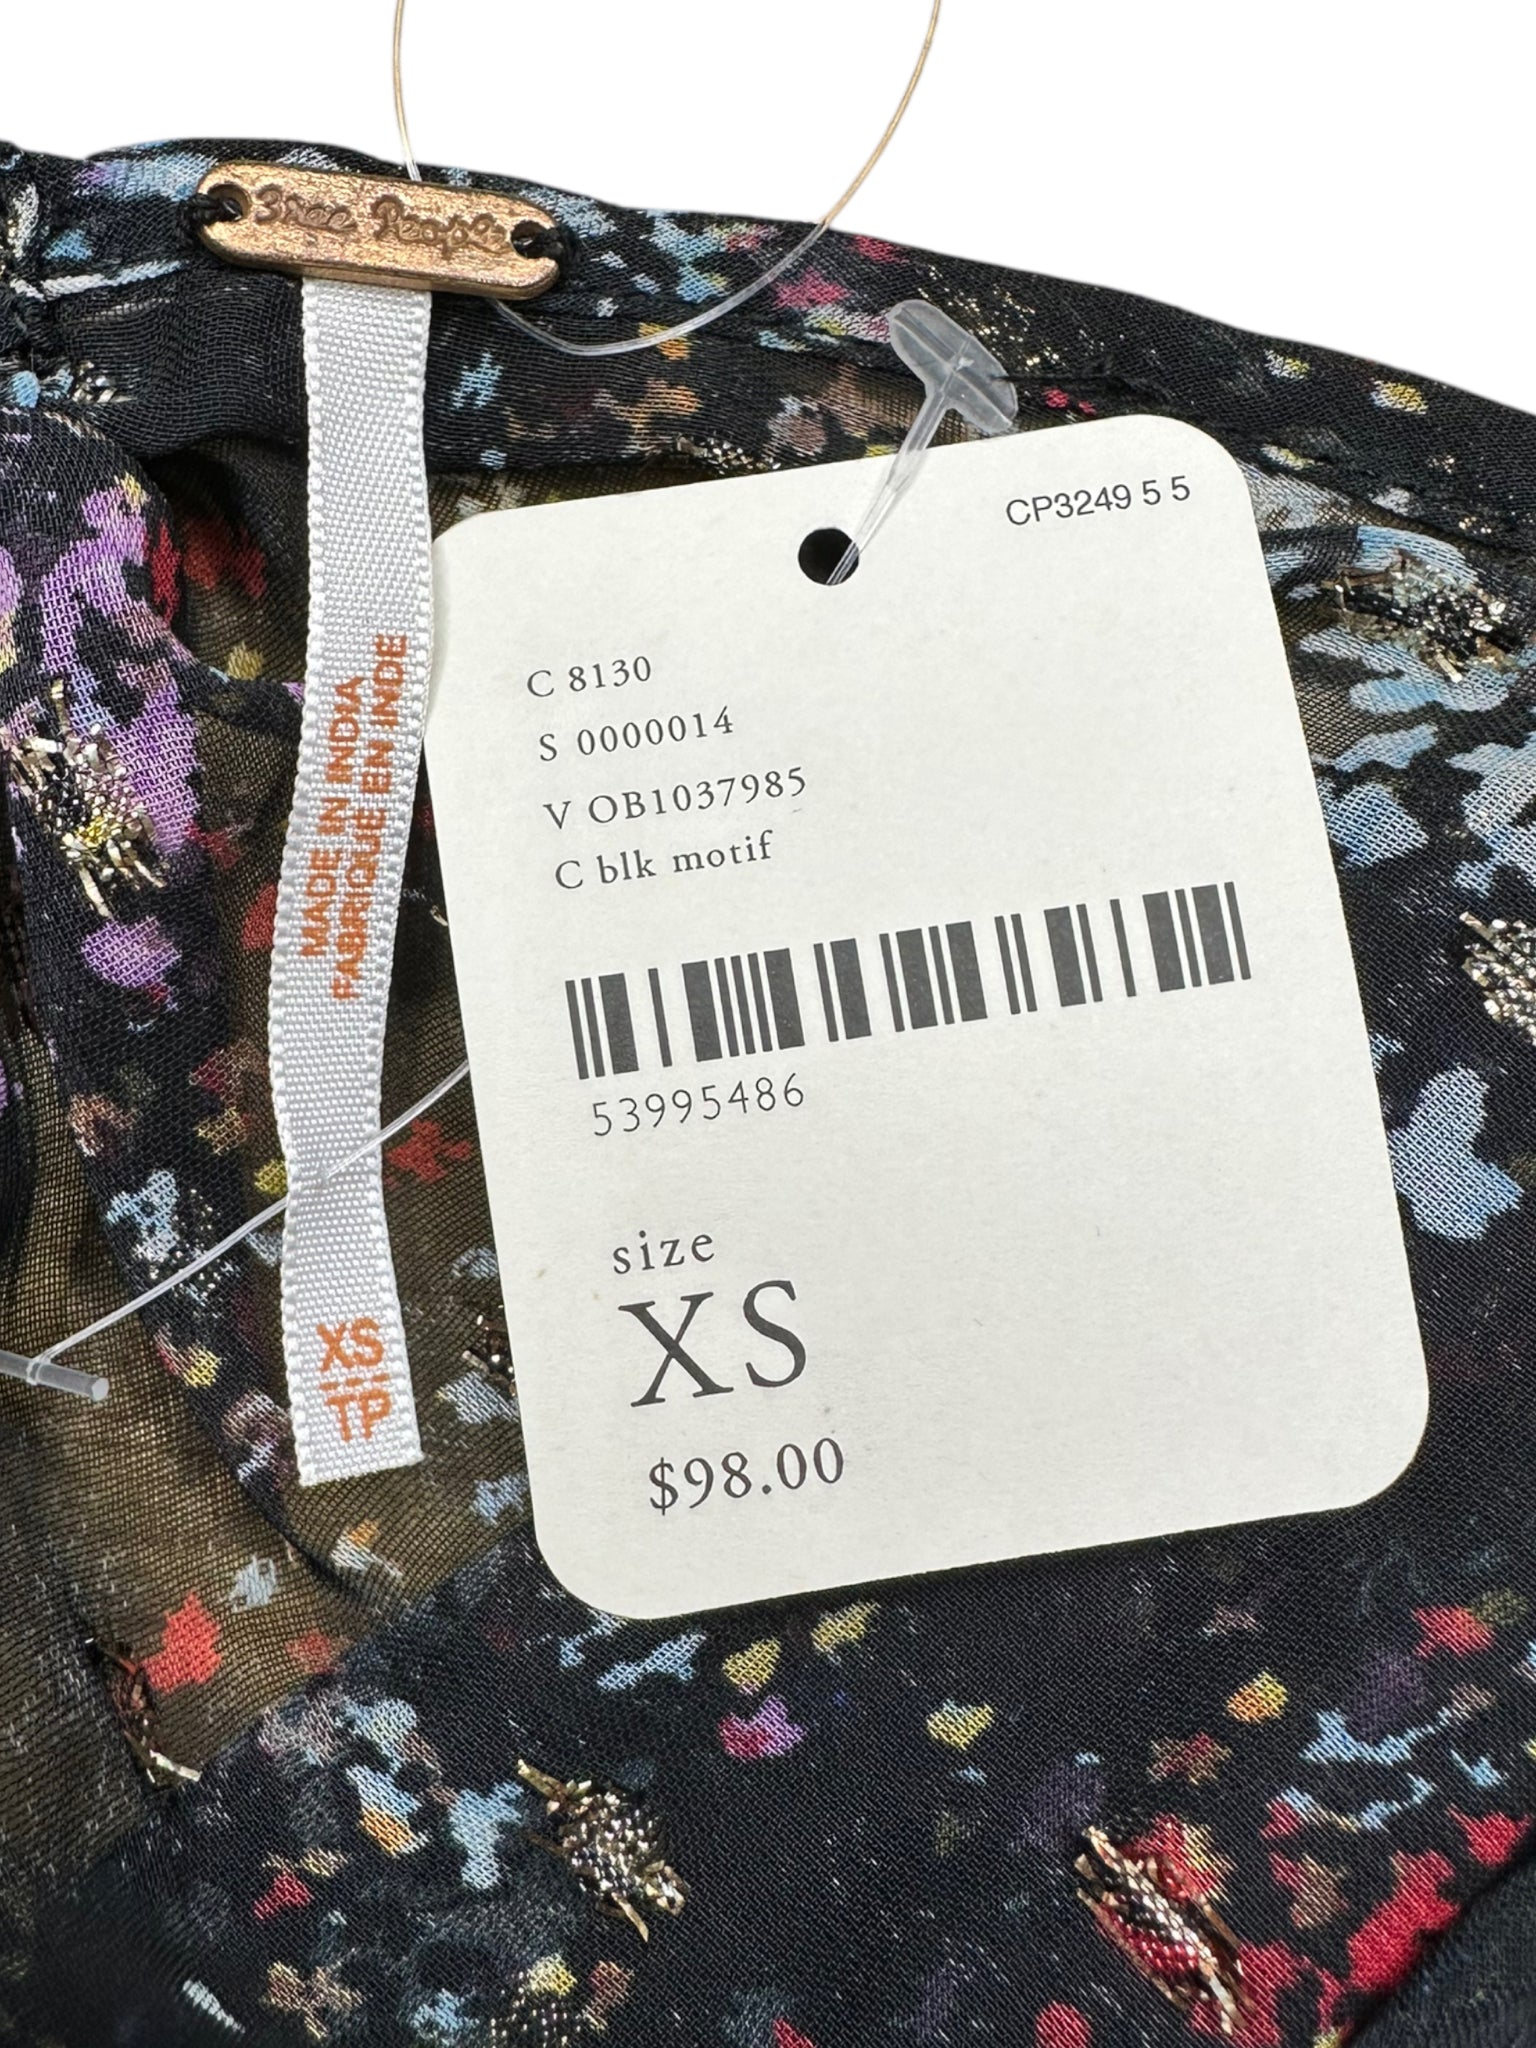 Free People
MADE IN INDIA
FABRIQUE EN INDE
XS
TP
CP3249 5 5
C 8130
S 0000014
V OB1037985
C blk motif
53995486
size
XS
$98.00